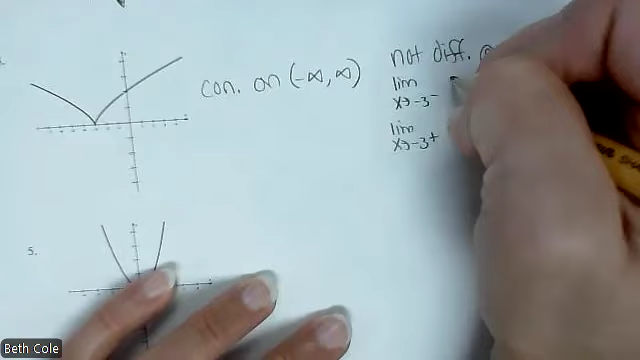 con. on (-∞, ∞)
not diff. @
lim
x→-3⁻
lim
x→-3⁺
5.
Beth Cole